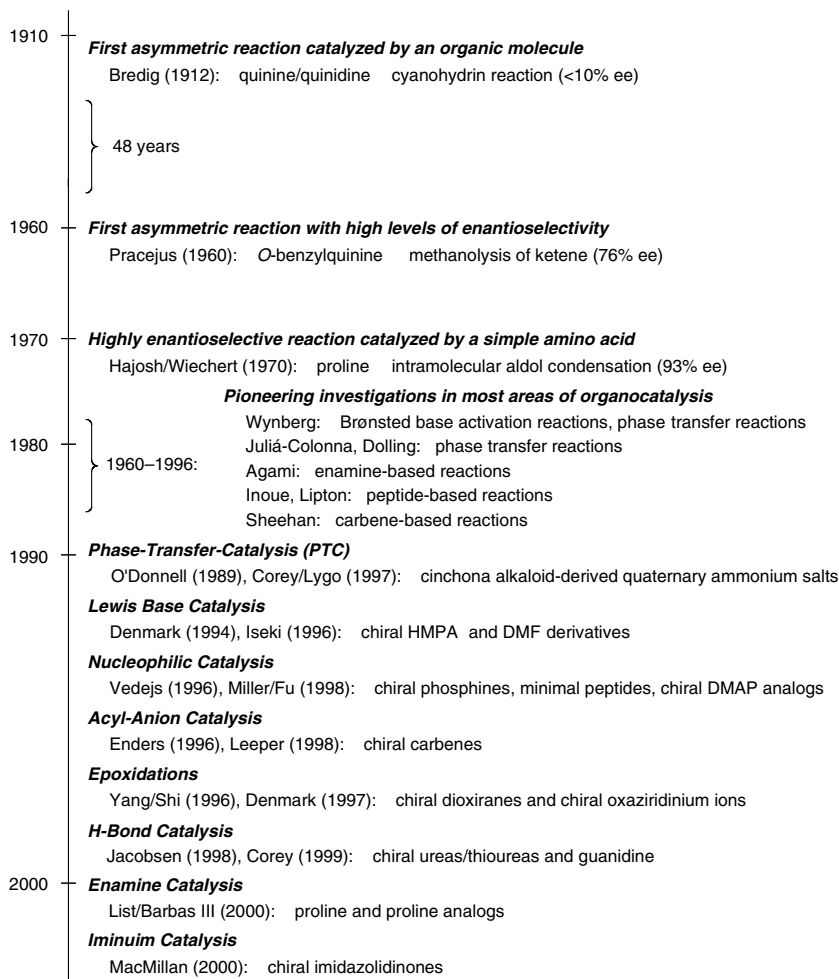 1910
First asymmetric reaction catalyzed by an organic molecule
Bredig (1912): quinine/quinidine cyanohydrin reaction (<10% ee)
48 years
1960
First asymmetric reaction with high levels of enantioselectivity
Pracejus (1960): O-benzylquinine methanolysis of ketene (76% ee)
1970
Highly enantioselective reaction catalyzed by a simple amino acid
Hajosh/Wiechert (1970): proline intramolecular aldol condensation (93% ee)
Pioneering investigations in most areas of organocatalysis
Wynberg: Brønsted base activation reactions, phase transfer reactions
1980
Juliá-Colonna, Dolling: phase transfer reactions
1960–1996:
Agami: enamine-based reactions
Inoue, Lipton: peptide-based reactions
Sheehan: carbene-based reactions
1990
Phase-Transfer-Catalysis (PTC)
O'Donnell (1989), Corey/Lygo (1997): cinchona alkaloid-derived quaternary ammonium salts
Lewis Base Catalysis
Denmark (1994), Iseki (1996): chiral HMPA and DMF derivatives
Nucleophilic Catalysis
Vedejs (1996), Miller/Fu (1998): chiral phosphines, minimal peptides, chiral DMAP analogs
Acyl-Anion Catalysis
Enders (1996), Leeper (1998): chiral carbenes
Epoxidations
Yang/Shi (1996), Denmark (1997): chiral dioxiranes and chiral oxaziridinium ions
H-Bond Catalysis
Jacobsen (1998), Corey (1999): chiral ureas/thioureas and guanidine
2000
Enamine Catalysis
List/Barbas III (2000): proline and proline analogs
Iminuim Catalysis
MacMillan (2000): chiral imidazolidinones